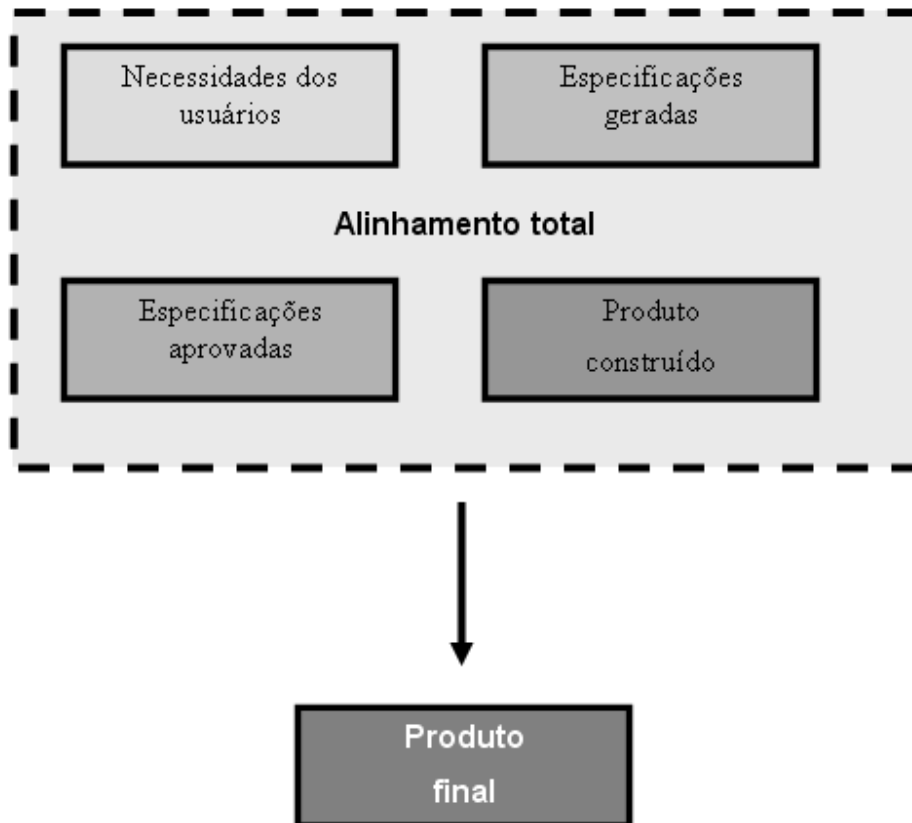 Necessidades dos
usuários
Especificações
geradas
Alinhamento total
Especificações
aprovadas
Produto
construído
Produto
final